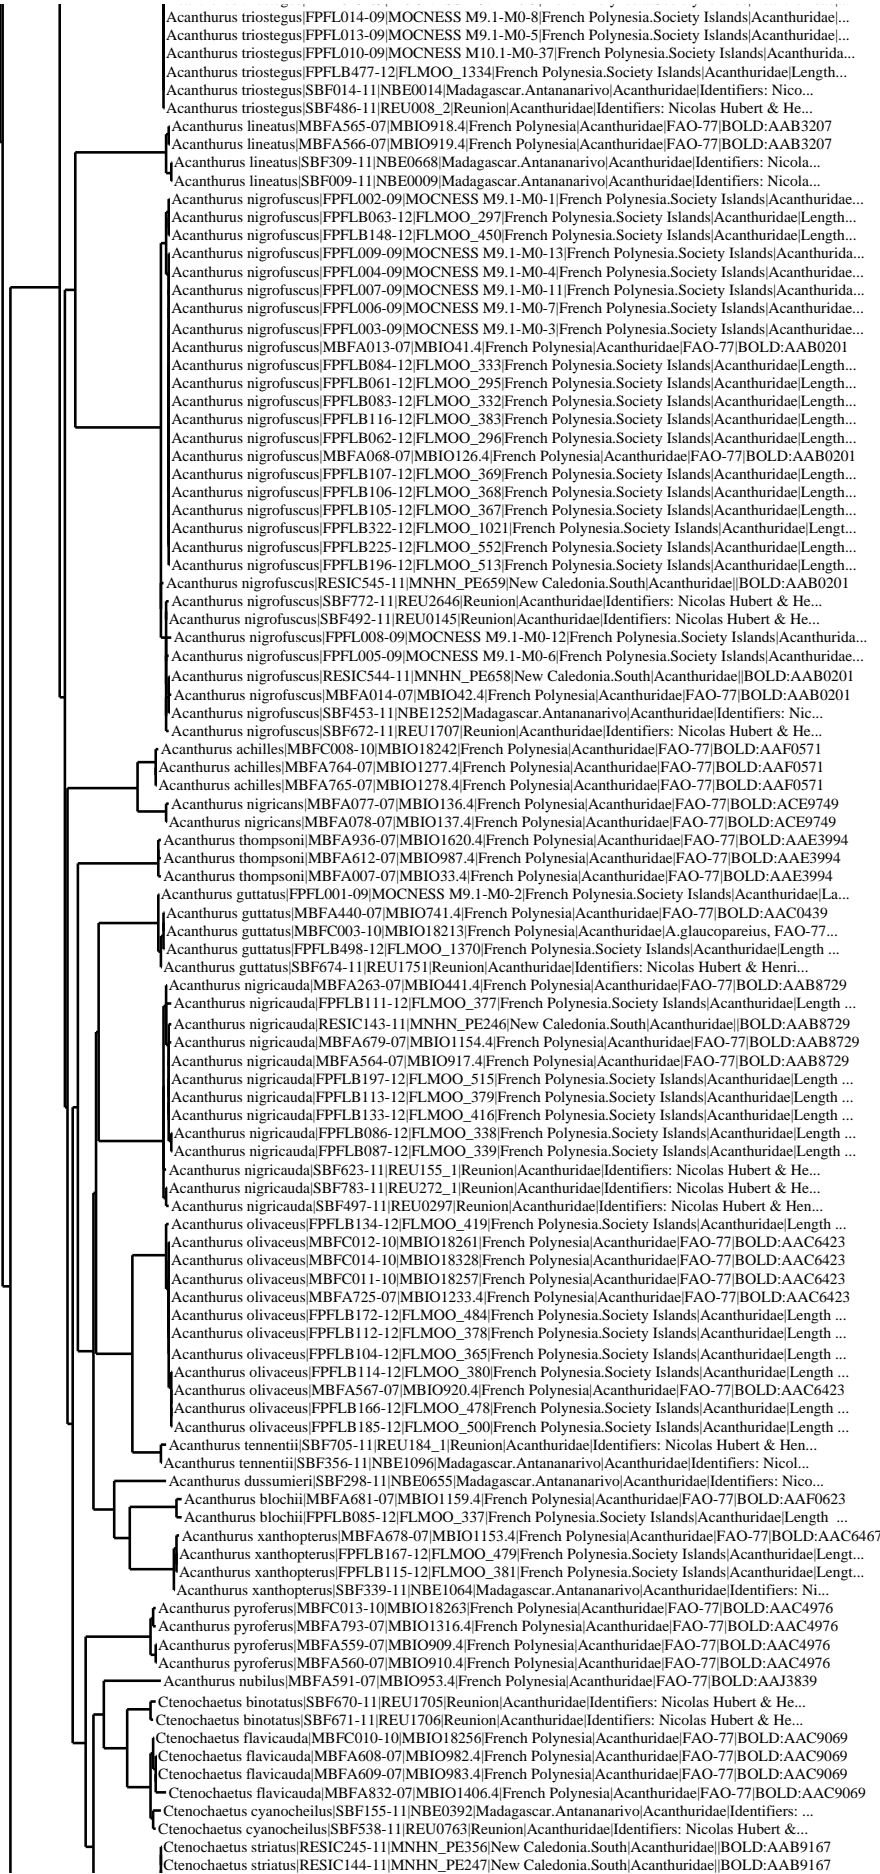 Acanthurus triostegus|FPFL014-09|MOCNESS M9.1-M0-8|French Polynesia.Society Islands|Acanthuridae|...
Acanthurus triostegus|FPFL013-09|MOCNESS M9.1-M0-5|French Polynesia.Society Islands|Acanthuridae|...
Acanthurus triostegus|FPFL010-09|MOCNESS M10.1-M0-37|French Polynesia.Society Islands|Acanthurida...
Acanthurus triostegus|FPFLB477-12|FLMOO_1334|French Polynesia.Society Islands|Acanthuridae|Length...
Acanthurus triostegus|SBF014-11|NBE0014|Madagascar.Antananarivo|Acanthuridae|Identifiers: Nico...
Acanthurus triostegus|SBF486-11|REU008_2|Reunion|Acanthuridae|Identifiers: Nicolas Hubert & He...
Acanthurus lineatus|MBFA565-07|MBIO918.4|French Polynesia|Acanthuridae|FAO-77|BOLD:AAB3207
Acanthurus lineatus|MBFA566-07|MBIO919.4|French Polynesia|Acanthuridae|FAO-77|BOLD:AAB3207
Acanthurus lineatus|SBF309-11|NBE0668|Madagascar.Antananarivo|Acanthuridae|Identifiers: Nicola...
Acanthurus lineatus|SBF009-11|NBE0009|Madagascar.Antananarivo|Acanthuridae|Identifiers: Nicola...
Acanthurus nigrofuscus|FPFL002-09|MOCNESS M9.1-M0-1|French Polynesia.Society Islands|Acanthuridae...
Acanthurus nigrofuscus|FPFLB063-12|FLMOO_297|French Polynesia.Society Islands|Acanthuridae|Length...
Acanthurus nigrofuscus|FPFLB148-12|FLMOO_450|French Polynesia.Society Islands|Acanthuridae|Length...
Acanthurus nigrofuscus|FPFL009-09|MOCNESS M9.1-M0-13|French Polynesia.Society Islands|Acanthurida...
Acanthurus nigrofuscus|FPFL004-09|MOCNESS M9.1-M0-4|French Polynesia.Society Islands|Acanthuridae...
Acanthurus nigrofuscus|FPFL007-09|MOCNESS M9.1-M0-11|French Polynesia.Society Islands|Acanthurida...
Acanthurus nigrofuscus|FPFL006-09|MOCNESS M9.1-M0-7|French Polynesia.Society Islands|Acanthuridae...
Acanthurus nigrofuscus|FPFL003-09|MOCNESS M9.1-M0-3|French Polynesia.Society Islands|Acanthuridae...
Acanthurus nigrofuscus|MBFA013-07|MBIO41.4|French Polynesia|Acanthuridae|FAO-77|BOLD:AAB0201
Acanthurus nigrofuscus|FPFLB084-12|FLMOO_333|French Polynesia.Society Islands|Acanthuridae|Length...
Acanthurus nigrofuscus|FPFLB061-12|FLMOO_295|French Polynesia.Society Islands|Acanthuridae|Length...
Acanthurus nigrofuscus|FPFLB083-12|FLMOO_332|French Polynesia.Society Islands|Acanthuridae|Length...
Acanthurus nigrofuscus|FPFLB116-12|FLMOO_383|French Polynesia.Society Islands|Acanthuridae|Length...
Acanthurus nigrofuscus|FPFLB062-12|FLMOO_296|French Polynesia.Society Islands|Acanthuridae|Length...
Acanthurus nigrofuscus|MBFA068-07|MBIO126.4|French Polynesia|Acanthuridae|FAO-77|BOLD:AAB0201
Acanthurus nigrofuscus|FPFLB107-12|FLMOO_369|French Polynesia.Society Islands|Acanthuridae|Length...
Acanthurus nigrofuscus|FPFLB106-12|FLMOO_368|French Polynesia.Society Islands|Acanthuridae|Length...
Acanthurus nigrofuscus|FPFLB105-12|FLMOO_367|French Polynesia.Society Islands|Acanthuridae|Length...
Acanthurus nigrofuscus|FPFLB322-12|FLMOO_1021|French Polynesia.Society Islands|Acanthuridae|Lengt...
Acanthurus nigrofuscus|FPFLB225-12|FLMOO_552|French Polynesia.Society Islands|Acanthuridae|Length...
Acanthurus nigrofuscus|FPFLB196-12|FLMOO_513|French Polynesia.Society Islands|Acanthuridae|Length...
Acanthurus nigrofuscus|RESIC545-11|MNHN_PE659|New Caledonia.South|Acanthuridae||BOLD:AAB0201
Acanthurus nigrofuscus|SBF772-11|REU2646|Reunion|Acanthuridae|Identifiers: Nicolas Hubert & He...
Acanthurus nigrofuscus|SBF492-11|REU0145|Reunion|Acanthuridae|Identifiers: Nicolas Hubert & He...
Acanthurus nigrofuscus|FPFL008-09|MOCNESS M9.1-M0-12|French Polynesia.Society Islands|Acanthurida...
Acanthurus nigrofuscus|FPFL005-09|MOCNESS M9.1-M0-6|French Polynesia.Society Islands|Acanthuridae...
Acanthurus nigrofuscus|RESIC544-11|MNHN_PE658|New Caledonia.South|Acanthuridae||BOLD:AAB0201
Acanthurus nigrofuscus|MBFA014-07|MBIO42.4|French Polynesia|Acanthuridae|FAO-77|BOLD:AAB0201
Acanthurus nigrofuscus|SBF453-11|NBE1252|Madagascar.Antananarivo|Acanthuridae|Identifiers: Nic...
Acanthurus nigrofuscus|SBF672-11|REU1707|Reunion|Acanthuridae|Identifiers: Nicolas Hubert & He...
Acanthurus achilles|MBFC008-10|MBIO18242|French Polynesia|Acanthuridae|FAO-77|BOLD:AAF0571
Acanthurus achilles|MBFA764-07|MBIO1277.4|French Polynesia|Acanthuridae|FAO-77|BOLD:AAF0571
Acanthurus achilles|MBFA765-07|MBIO1278.4|French Polynesia|Acanthuridae|FAO-77|BOLD:AAF0571
Acanthurus nigricans|MBFA077-07|MBIO136.4|French Polynesia|Acanthuridae|FAO-77|BOLD:ACE9749
Acanthurus nigricans|MBFA078-07|MBIO137.4|French Polynesia|Acanthuridae|FAO-77|BOLD:ACE9749
Acanthurus thompsoni|MBFA936-07|MBIO1620.4|French Polynesia|Acanthuridae|FAO-77|BOLD:AAE3994
Acanthurus thompsoni|MBFA612-07|MBIO987.4|French Polynesia|Acanthuridae|FAO-77|BOLD:AAE3994
Acanthurus thompsoni|MBFA007-07|MBIO33.4|French Polynesia|Acanthuridae|FAO-77|BOLD:AAE3994
Acanthurus guttatus|FPFL001-09|MOCNESS M9.1-M0-2|French Polynesia.Society Islands|Acanthuridae|La...
Acanthurus guttatus|MBFA440-07|MBIO741.4|French Polynesia|Acanthuridae|FAO-77|BOLD:AAC0439
Acanthurus guttatus|MBFC003-10|MBIO18213|French Polynesia|Acanthuridae|A.glaucopareius, FAO-77...
Acanthurus guttatus|FPFLB498-12|FLMOO_1370|French Polynesia.Society Islands|Acanthuridae|Length ...
Acanthurus guttatus|SBF674-11|REU1751|Reunion|Acanthuridae|Identifiers: Nicolas Hubert & Henri...
Acanthurus nigricauda|MBFA263-07|MBIO441.4|French Polynesia|Acanthuridae|FAO-77|BOLD:AAB8729
Acanthurus nigricauda|FPFLB111-12|FLMOO_377|French Polynesia.Society Islands|Acanthuridae|Length ...
Acanthurus nigricauda|RESIC143-11|MNHN_PE246|New Caledonia.South|Acanthuridae||BOLD:AAB8729
Acanthurus nigricauda|MBFA679-07|MBIO1154.4|French Polynesia|Acanthuridae|FAO-77|BOLD:AAB8729
Acanthurus nigricauda|MBFA564-07|MBIO917.4|French Polynesia|Acanthuridae|FAO-77|BOLD:AAB8729
Acanthurus nigricauda|FPFLB197-12|FLMOO_515|French Polynesia.Society Islands|Acanthuridae|Length ...
Acanthurus nigricauda|FPFLB113-12|FLMOO_379|French Polynesia.Society Islands|Acanthuridae|Length ...
Acanthurus nigricauda|FPFLB133-12|FLMOO_416|French Polynesia.Society Islands|Acanthuridae|Length ...
Acanthurus nigricauda|FPFLB086-12|FLMOO_338|French Polynesia.Society Islands|Acanthuridae|Length ...
Acanthurus nigricauda|FPFLB087-12|FLMOO_339|French Polynesia.Society Islands|Acanthuridae|Length ...
Acanthurus nigricauda|SBF623-11|REU155_1|Reunion|Acanthuridae|Identifiers: Nicolas Hubert & He...
Acanthurus nigricauda|SBF783-11|REU272_1|Reunion|Acanthuridae|Identifiers: Nicolas Hubert & He...
Acanthurus nigricauda|SBF497-11|REU0297|Reunion|Acanthuridae|Identifiers: Nicolas Hubert & Hen...
Acanthurus olivaceus|FPFLB134-12|FLMOO_419|French Polynesia.Society Islands|Acanthuridae|Length ...
Acanthurus olivaceus|MBFC012-10|MBIO18261|French Polynesia|Acanthuridae|FAO-77|BOLD:AAC6423
Acanthurus olivaceus|MBFC014-10|MBIO18328|French Polynesia|Acanthuridae|FAO-77|BOLD:AAC6423
Acanthurus olivaceus|MBFC011-10|MBIO18257|French Polynesia|Acanthuridae|FAO-77|BOLD:AAC6423
Acanthurus olivaceus|MBFA725-07|MBIO1233.4|French Polynesia|Acanthuridae|FAO-77|BOLD:AAC6423
Acanthurus olivaceus|FPFLB172-12|FLMOO_484|French Polynesia.Society Islands|Acanthuridae|Length ...
Acanthurus olivaceus|FPFLB112-12|FLMOO_378|French Polynesia.Society Islands|Acanthuridae|Length ...
Acanthurus olivaceus|FPFLB104-12|FLMOO_365|French Polynesia.Society Islands|Acanthuridae|Length ...
Acanthurus olivaceus|FPFLB114-12|FLMOO_380|French Polynesia.Society Islands|Acanthuridae|Length ...
Acanthurus olivaceus|MBFA567-07|MBIO920.4|French Polynesia|Acanthuridae|FAO-77|BOLD:AAC6423
Acanthurus olivaceus|FPFLB166-12|FLMOO_478|French Polynesia.Society Islands|Acanthuridae|Length ...
Acanthurus olivaceus|FPFLB185-12|FLMOO_500|French Polynesia.Society Islands|Acanthuridae|Length ...
Acanthurus tennentii|SBF705-11|REU184_1|Reunion|Acanthuridae|Identifiers: Nicolas Hubert & Hen...
Acanthurus tennentii|SBF356-11|NBE1096|Madagascar.Antananarivo|Acanthuridae|Identifiers: Nicol...
Acanthurus dussumieri|SBF298-11|NBE0655|Madagascar.Antananarivo|Acanthuridae|Identifiers: Nico...
Acanthurus blochii|MBFA681-07|MBIO1159.4|French Polynesia|Acanthuridae|FAO-77|BOLD:AAF0623
Acanthurus blochii|FPFLB085-12|FLMOO_337|French Polynesia.Society Islands|Acanthuridae|Length ...
Acanthurus xanthopterus|MBFA678-07|MBIO1153.4|French Polynesia|Acanthuridae|FAO-77|BOLD:AAC6467
Acanthurus xanthopterus|FPFLB167-12|FLMOO_479|French Polynesia.Society Islands|Acanthuridae|Lengt...
Acanthurus xanthopterus|FPFLB115-12|FLMOO_381|French Polynesia.Society Islands|Acanthuridae|Lengt...
Acanthurus xanthopterus|SBF339-11|NBE1064|Madagascar.Antananarivo|Acanthuridae|Identifiers: Ni...
Acanthurus pyroferus|MBFC013-10|MBIO18263|French Polynesia|Acanthuridae|FAO-77|BOLD:AAC4976
Acanthurus pyroferus|MBFA793-07|MBIO1316.4|French Polynesia|Acanthuridae|FAO-77|BOLD:AAC4976
Acanthurus pyroferus|MBFA559-07|MBIO909.4|French Polynesia|Acanthuridae|FAO-77|BOLD:AAC4976
Acanthurus pyroferus|MBFA560-07|MBIO910.4|French Polynesia|Acanthuridae|FAO-77|BOLD:AAC4976
Acanthurus nubilus|MBFA591-07|MBIO953.4|French Polynesia|Acanthuridae|FAO-77|BOLD:AAJ3839
Ctenochaetus binotatus|SBF670-11|REU1705|Reunion|Acanthuridae|Identifiers: Nicolas Hubert & He...
Ctenochaetus binotatus|SBF671-11|REU1706|Reunion|Acanthuridae|Identifiers: Nicolas Hubert & He...
Ctenochaetus flavicauda|MBFC010-10|MBIO18256|French Polynesia|Acanthuridae|FAO-77|BOLD:AAC9069
Ctenochaetus flavicauda|MBFA608-07|MBIO982.4|French Polynesia|Acanthuridae|FAO-77|BOLD:AAC9069
Ctenochaetus flavicauda|MBFA609-07|MBIO983.4|French Polynesia|Acanthuridae|FAO-77|BOLD:AAC9069
Ctenochaetus flavicauda|MBFA832-07|MBIO1406.4|French Polynesia|Acanthuridae|FAO-77|BOLD:AAC9069
Ctenochaetus cyanocheilus|SBF155-11|NBE0392|Madagascar.Antananarivo|Acanthuridae|Identifiers: ...
Ctenochaetus cyanocheilus|SBF538-11|REU0763|Reunion|Acanthuridae|Identifiers: Nicolas Hubert &...
Ctenochaetus striatus|RESIC245-11|MNHN_PE356|New Caledonia.South|Acanthuridae||BOLD:AAB9167
Ctenochaetus striatus|RESIC144-11|MNHN_PE247|New Caledonia.South|Acanthuridae||BOLD:AAB9167